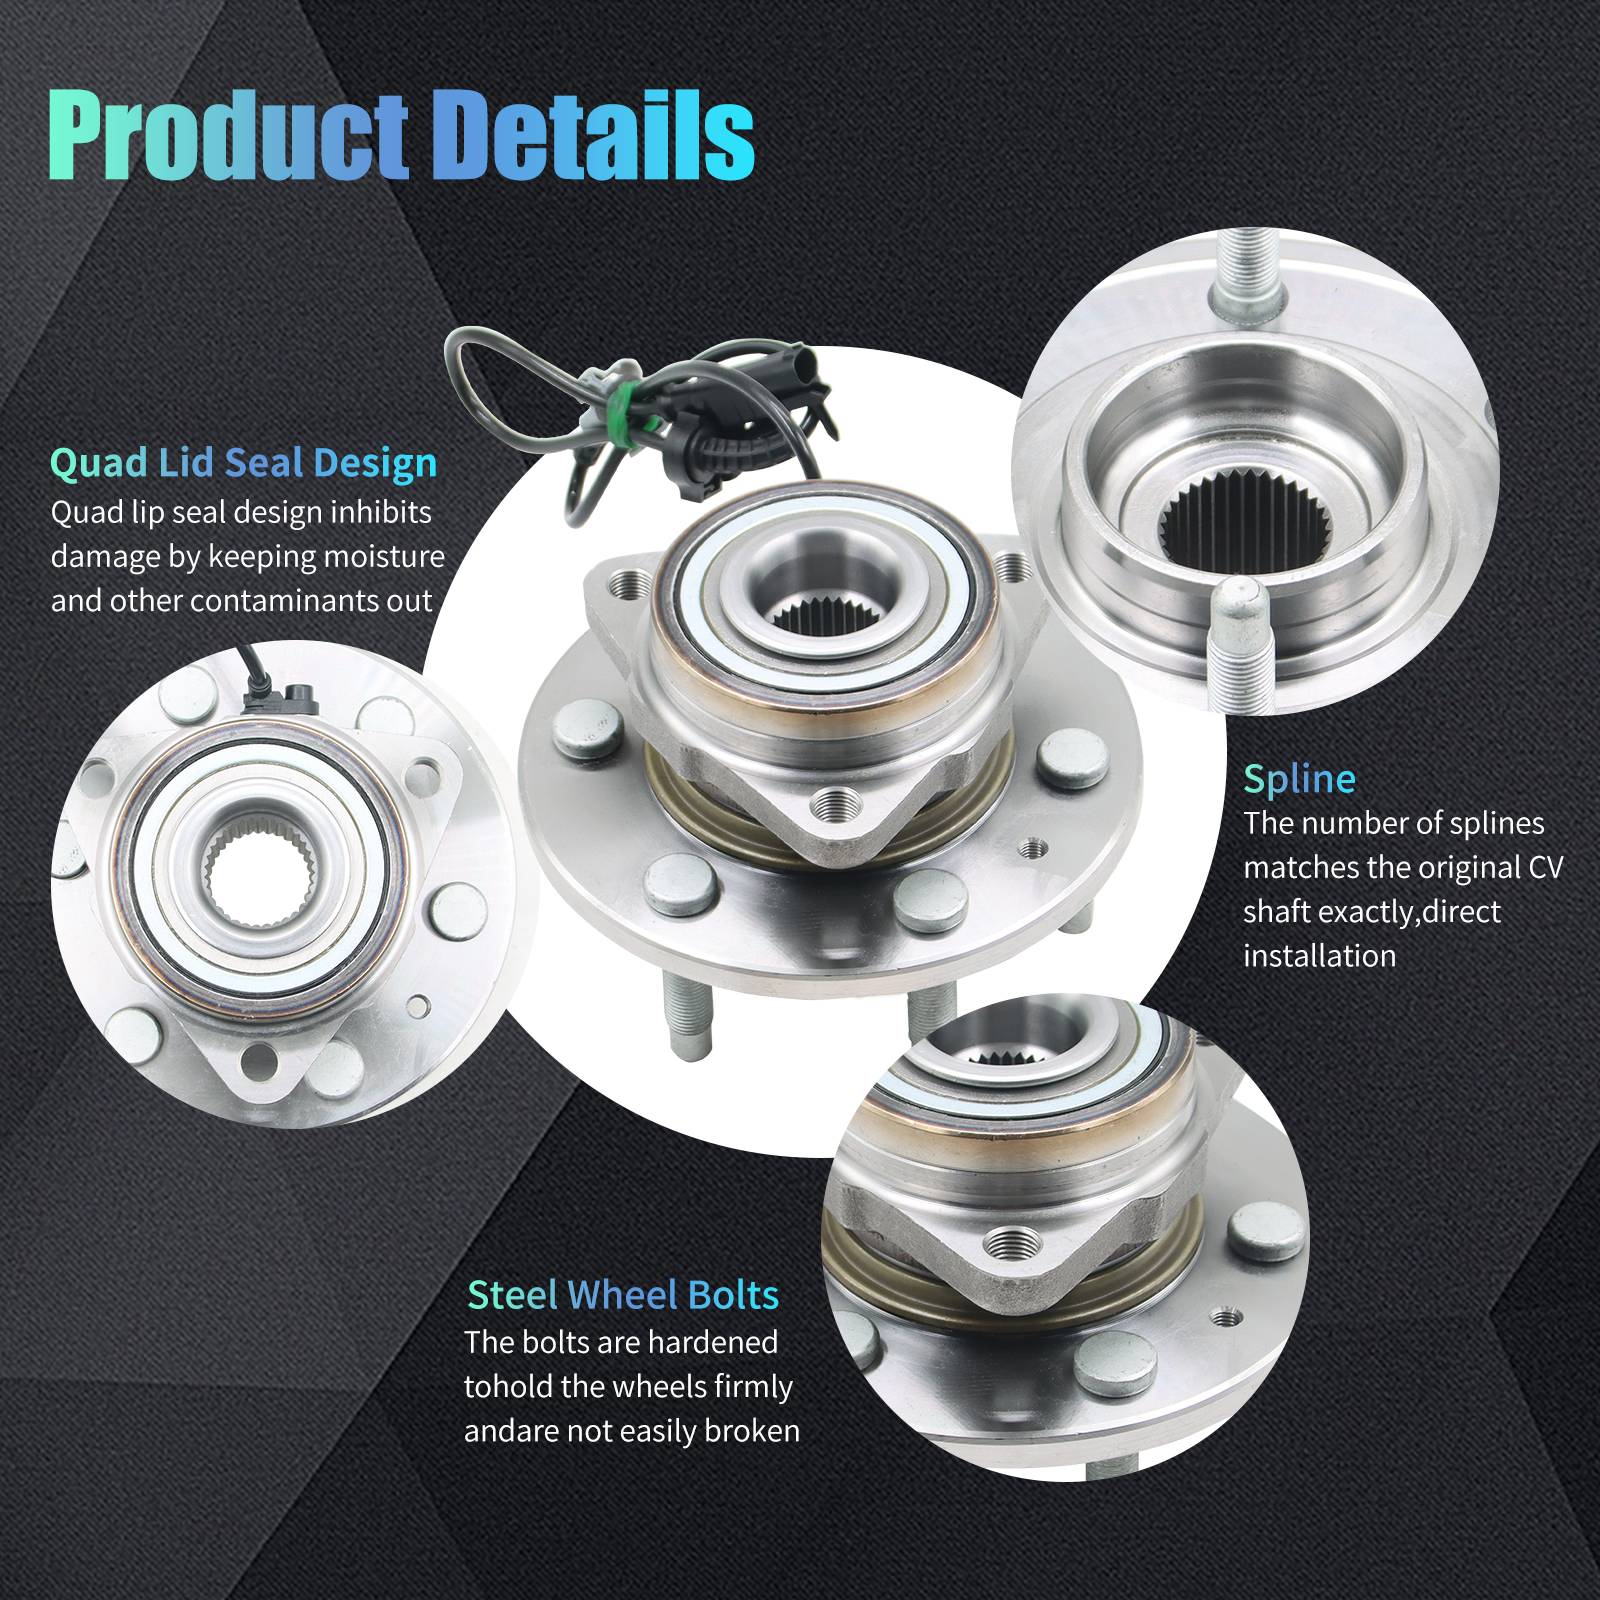 Product Details
Quad Lid Seal Design
Quad lip seal design inhibits
damage by keeping moisture
and other contaminants out
Spline
The number of splines
matches the original CV
shaft exactly,direct
installation
Steel Wheel Bolts
The bolts are hardened
tohold the wheels firmly
andare not easily broken